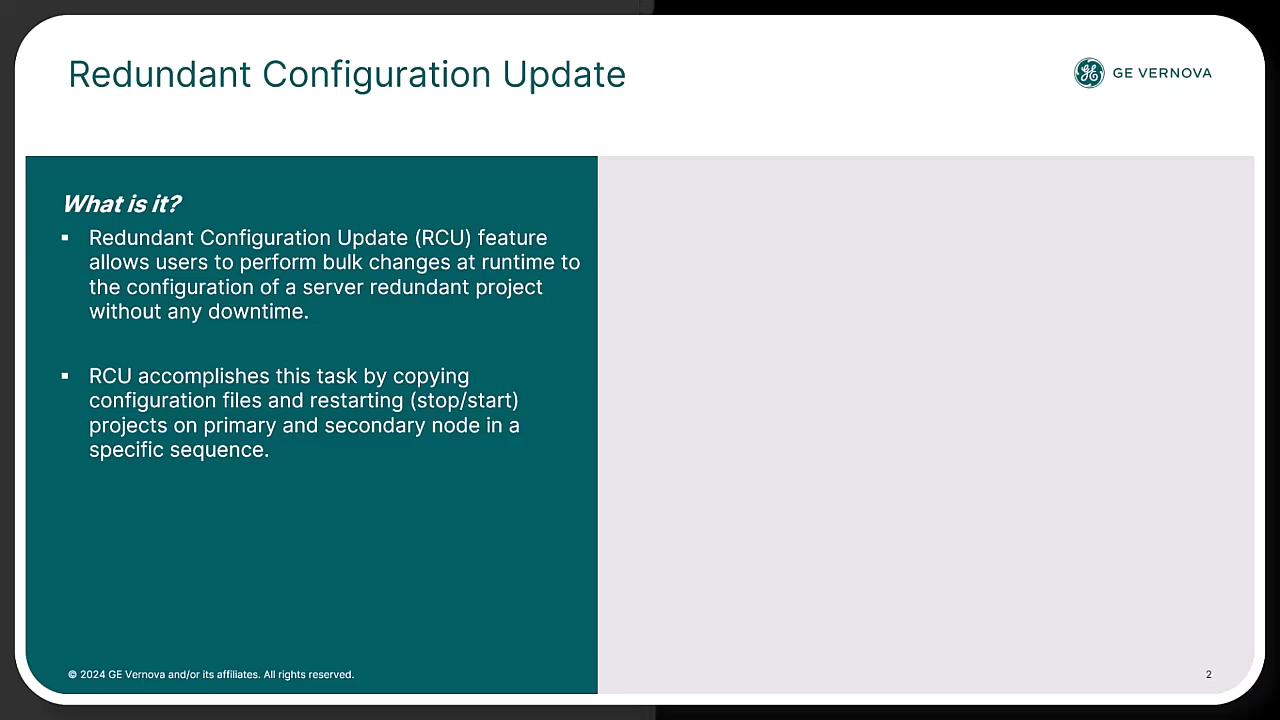 Redundant Configuration Update
GE VERNOVA
What is it?
▪ Redundant Configuration Update (RCU) feature
allows users to perform bulk changes at runtime to
the configuration of a server redundant project
without any downtime.
▪ RCU accomplishes this task by copying
configuration files and restarting (stop/start)
projects on primary and secondary node in a
specific sequence.
© 2024 GE Vernova and/or its affiliates. All rights reserved.
2